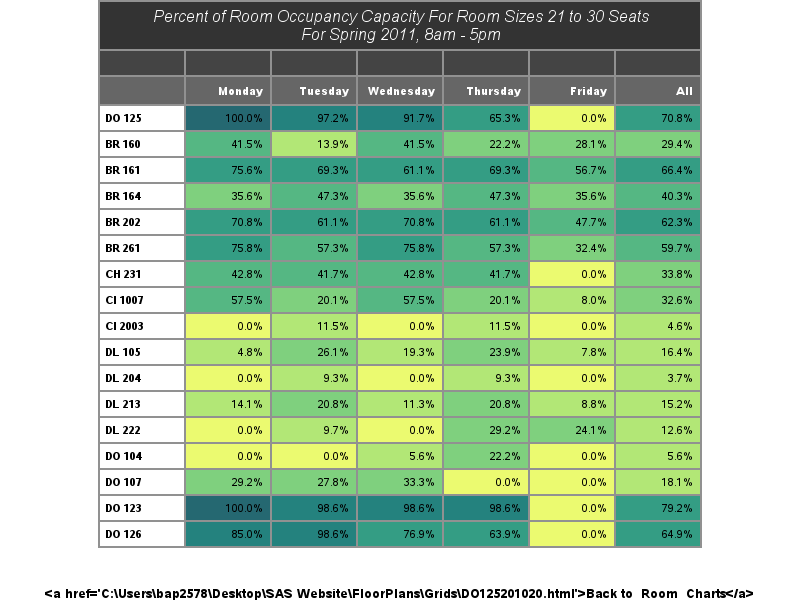 Percent of Room Occupancy Capacity For Room Sizes 21 to 30 Seats
For Spring 2011, 8am - 5pm
Monday Tuesday Wednesday Thursday Friday All
DO 125 100.0% 97.2% 91.7% 65.3% 0.0% 70.8%
BR 160 41.5% 13.9% 41.5% 22.2% 28.1% 29.4%
BR 161 75.6% 69.3% 61.1% 69.3% 56.7% 66.4%
BR 164 35.6% 47.3% 35.6% 47.3% 35.6% 40.3%
BR 202 70.8% 61.1% 70.8% 61.1% 47.7% 62.3%
BR 261 75.8% 57.3% 75.8% 57.3% 32.4% 59.7%
CH 231 42.8% 41.7% 42.8% 41.7% 0.0% 33.8%
CI 1007 57.5% 20.1% 57.5% 20.1% 8.0% 32.6%
CI 2003 0.0% 11.5% 0.0% 11.5% 0.0% 4.6%
DL 105 4.8% 26.1% 19.3% 23.9% 7.8% 16.4%
DL 204 0.0% 9.3% 0.0% 9.3% 0.0% 3.7%
DL 213 14.1% 20.8% 11.3% 20.8% 8.8% 15.2%
DL 222 0.0% 9.7% 0.0% 29.2% 24.1% 12.6%
DO 104 0.0% 0.0% 5.6% 22.2% 0.0% 5.6%
DO 107 29.2% 27.8% 33.3% 0.0% 0.0% 18.1%
DO 123 100.0% 98.6% 98.6% 98.6% 0.0% 79.2%
DO 126 85.0% 98.6% 76.9% 63.9% 0.0% 64.9%
<a href='C:\Users\bap2578\Desktop\SAS Website\FloorPlans\Grids\DO125201020.html'>Back to Room Charts</a>